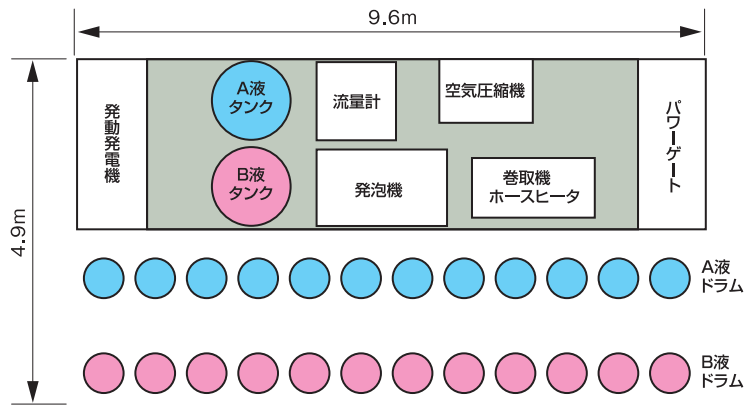 9.6m
4.9m
発動発電機
A液
タンク
流量計
空気圧縮機
パワーゲート
B液
タンク
発泡機
巻取機
ホースヒータ
A液
ドラム
B液
ドラム